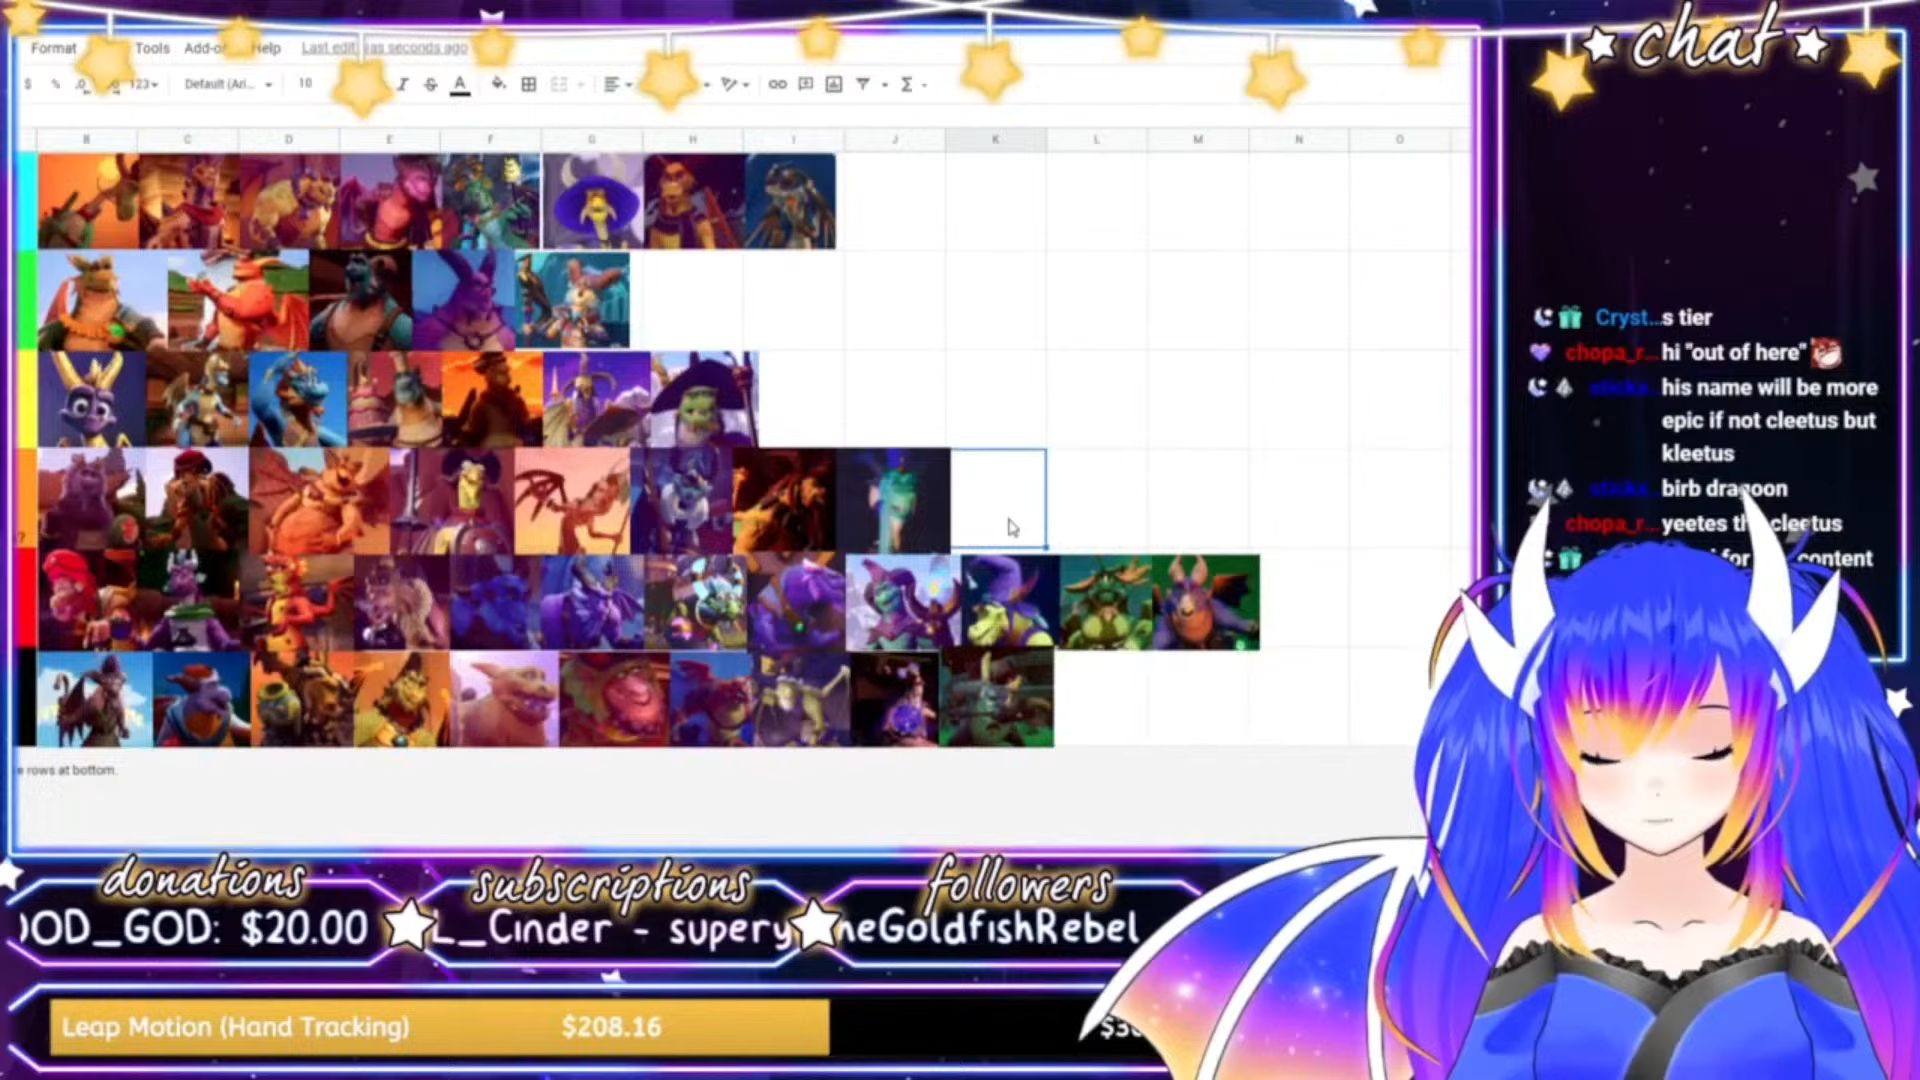 Format Tools Help Last edit was seconds ago
$ % .0 123 Default (Ari... 10
B C D E F G H I J K L M N O
?
e rows at bottom.
chat
Cryst... s tier
chopa_r... hi "out of here"
his name will be more
epic if not cleetus but
kleetus
birb dragoon
chopa_r... yeetes the cleetus
content
donations subscriptions followers
OD_GOD: $20.00 L_Cinder - supery neGoldfishRebel
Leap Motion (Hand Tracking) $208.16